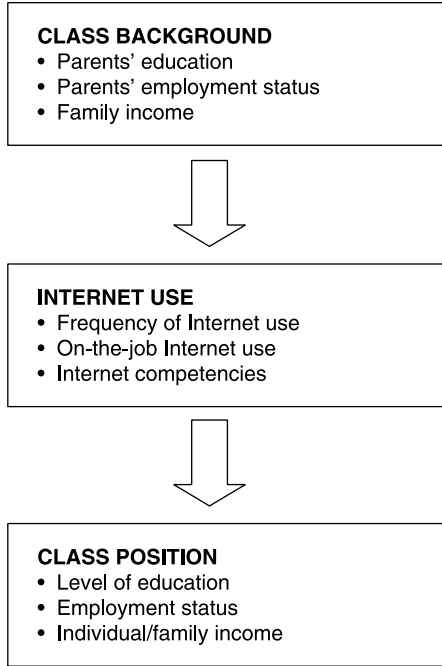 CLASS BACKGROUND
• Parents’ education
• Parents’ employment status
• Family income
INTERNET USE
• Frequency of Internet use
• On-the-job Internet use
• Internet competencies
CLASS POSITION
• Level of education
• Employment status
• Individual/family income